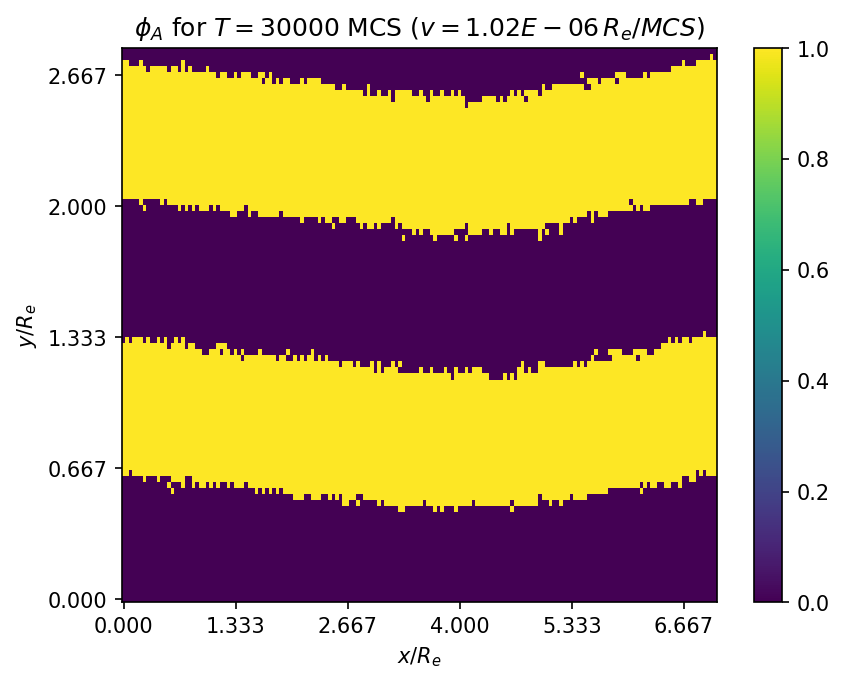 ϕ_A for T = 30000 MCS (v = 1.02E − 06 R_e/MCS)
y/R_e
2.667
2.000
1.333
0.667
0.000
0.000 1.333 2.667 4.000 5.333 6.667
x/R_e
1.0
0.8
0.6
0.4
0.2
0.0